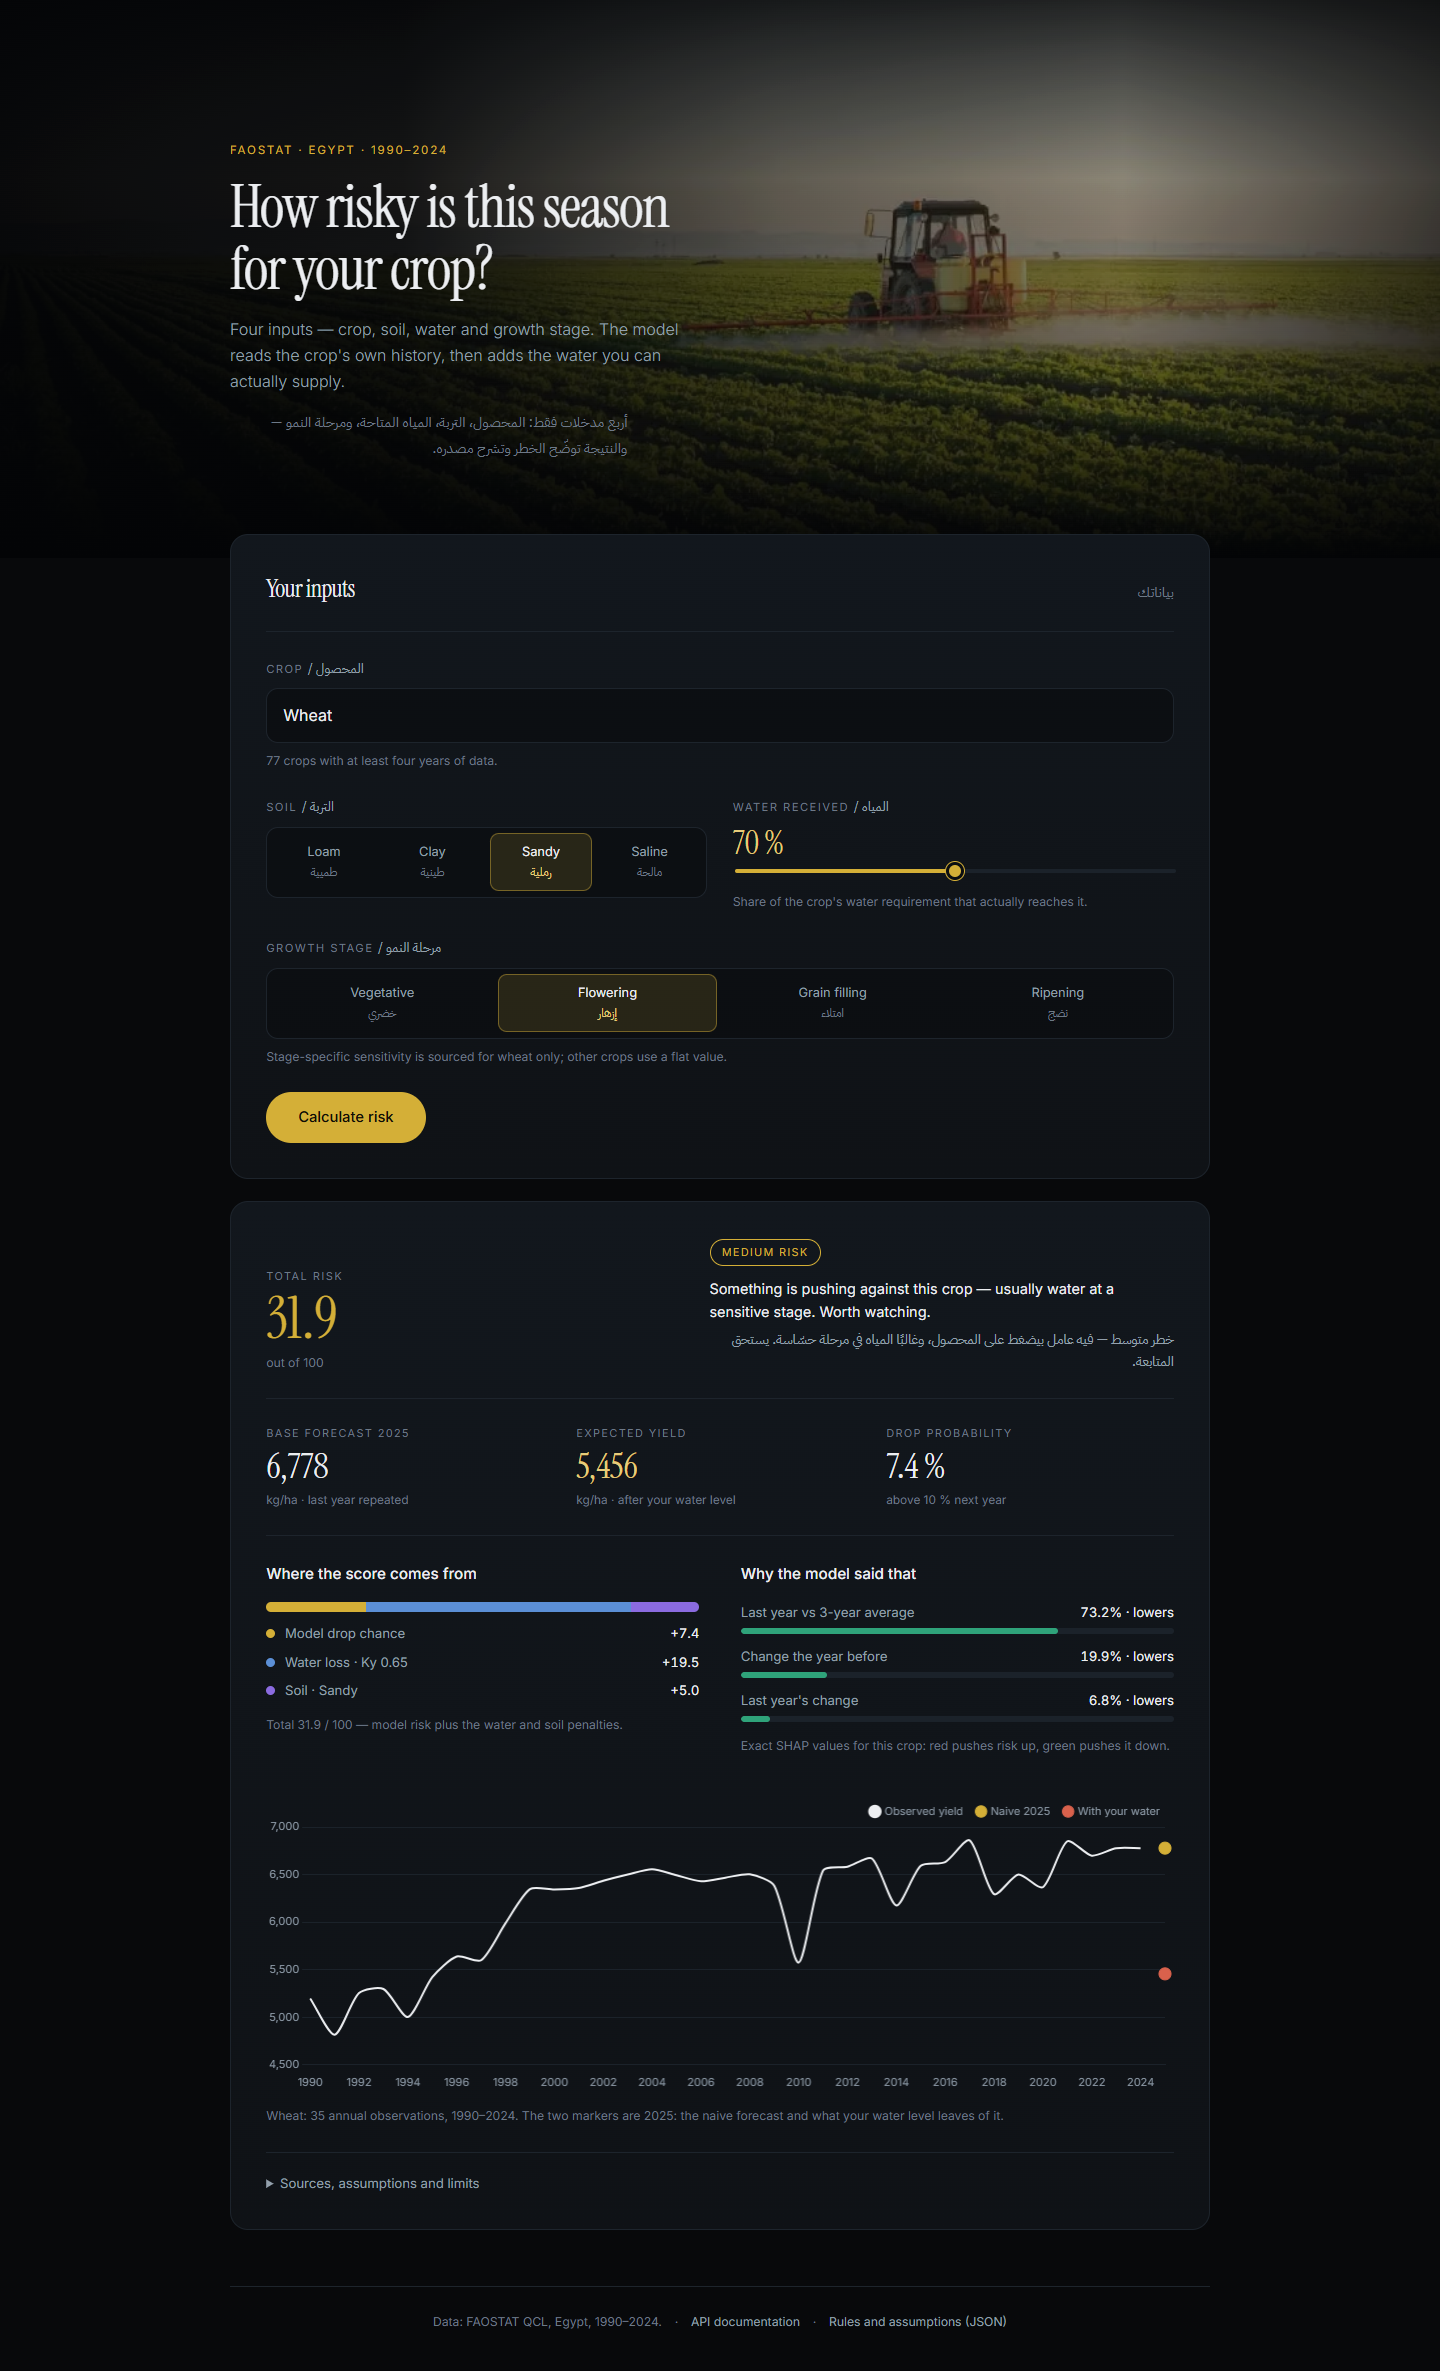 FAOSTAT · EGYPT · 1990–2024
How risky is this season
for your crop?
Four inputs — crop, soil, water and growth stage. The model
reads the crop's own history, then adds the water you can
actually supply.
أربع مدخلات فقط: المحصول، التربة، المياه المتاحة، ومرحلة النمو —
والنتيجة توضّح الخطر وتشرح مصدره.
Your inputs
بياناتك
CROP / المحصول
Wheat
77 crops with at least four years of data.
SOIL / التربة
Loam
طميية
Clay
طينية
Sandy
رملية
Saline
مالحة
WATER RECEIVED / المياه
70 %
Share of the crop's water requirement that actually reaches it.
GROWTH STAGE / مرحلة النمو
Vegetative
خضري
Flowering
إزهار
Grain filling
امتلاء
Ripening
نضج
Stage-specific sensitivity is sourced for wheat only; other crops use a flat value.
Calculate risk
TOTAL RISK
31.9
out of 100
MEDIUM RISK
Something is pushing against this crop — usually water at a
sensitive stage. Worth watching.
خطر متوسط — فيه عامل بيضغط على المحصول، وغالبًا المياه في مرحلة حسّاسة. يستحق
المتابعة.
BASE FORECAST 2025
6,778
kg/ha · last year repeated
EXPECTED YIELD
5,456
kg/ha · after your water level
DROP PROBABILITY
7.4 %
above 10 % next year
Where the score comes from
Model drop chance +7.4
Water loss · Ky 0.65 +19.5
Soil · Sandy +5.0
Total 31.9 / 100 — model risk plus the water and soil penalties.
Why the model said that
Last year vs 3-year average 73.2% · lowers
Change the year before 19.9% · lowers
Last year's change 6.8% · lowers
Exact SHAP values for this crop: red pushes risk up, green pushes it down.
Observed yield Naive 2025 With your water
7,000
6,500
6,000
5,500
5,000
4,500
1990 1992 1994 1996 1998 2000 2002 2004 2006 2008 2010 2012 2014 2016 2018 2020 2022 2024
Wheat: 35 annual observations, 1990–2024. The two markers are 2025: the naive forecast and what your water level leaves of it.
▶ Sources, assumptions and limits
Data: FAOSTAT QCL, Egypt, 1990–2024. · API documentation · Rules and assumptions (JSON)